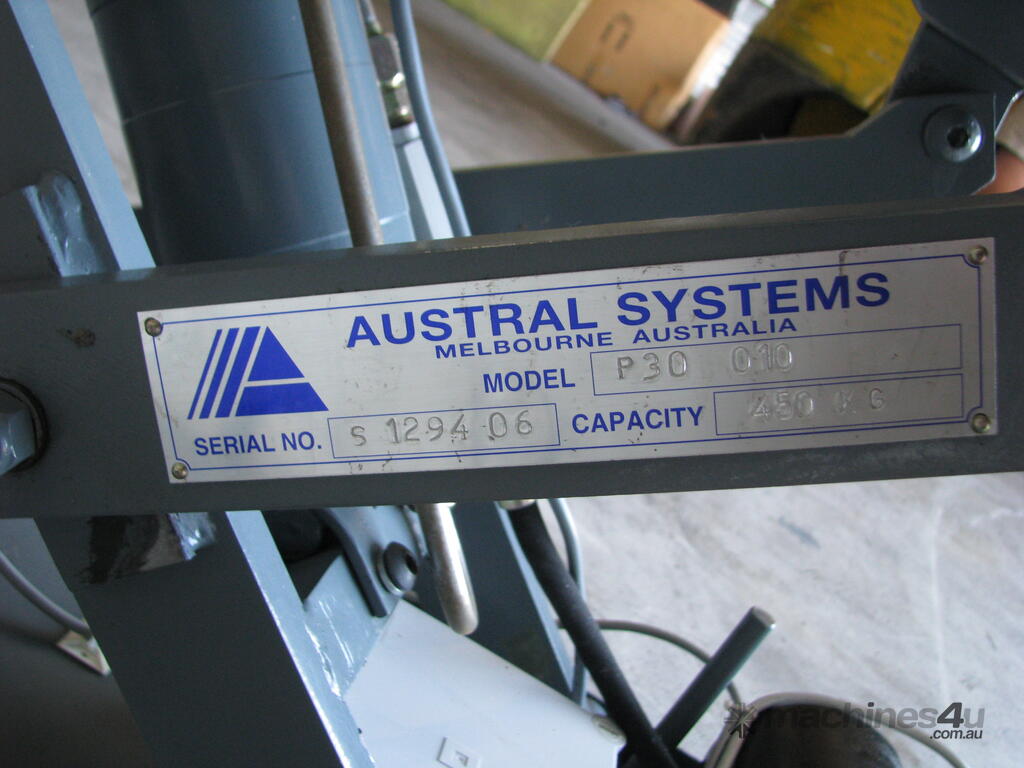 AUSTRAL SYSTEMS
MELBOURNE AUSTRALIA
MODEL P30 010
SERIAL NO. S 1294 06 CAPACITY 450 KG
machines4u
.com.au